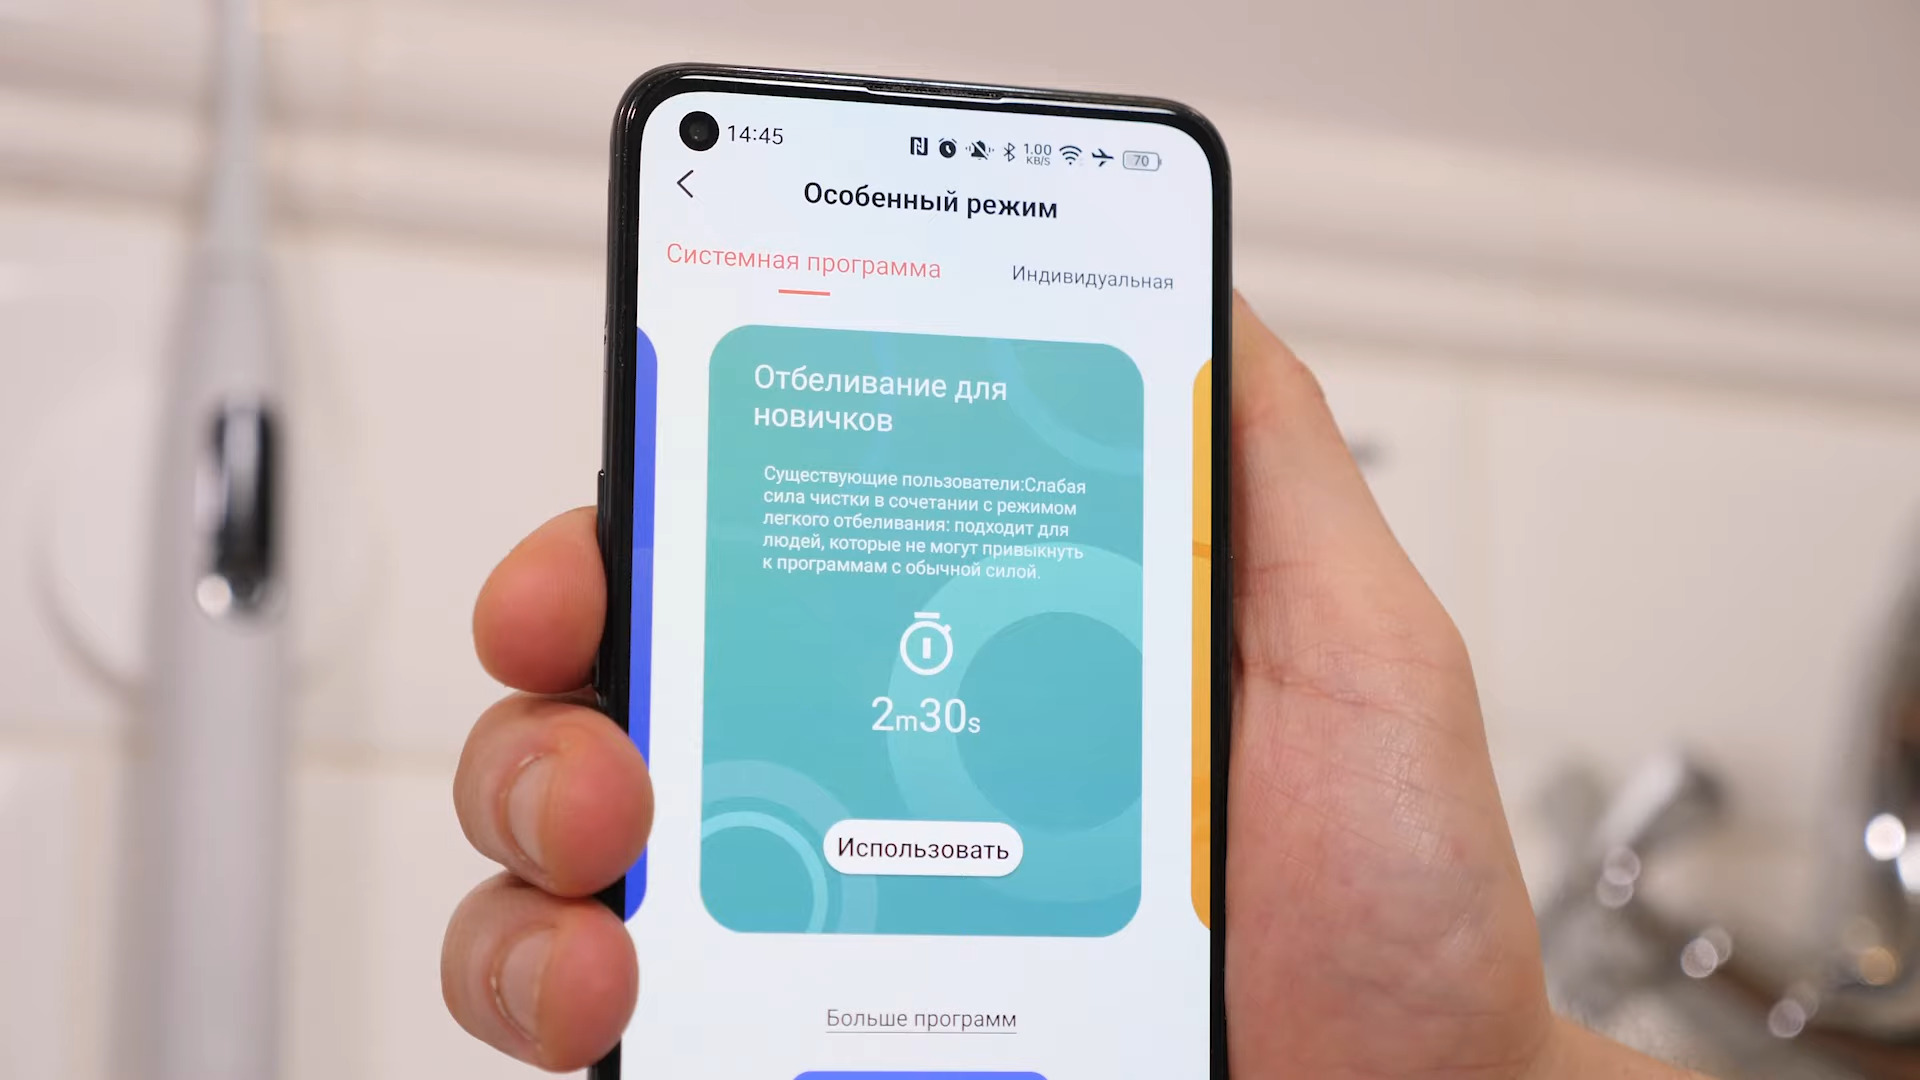 14:45
1.00
KB/S
70
Особенный режим
Системная программа
Индивидуальная
Отбеливание для
новичков
Существующие пользователи:Слабая
сила чистки в сочетании с режимом
легкого отбеливания: подходит для
людей, которые не могут привыкнуть
к программам с обычной силой.
2m30s
Использовать
Больше программ